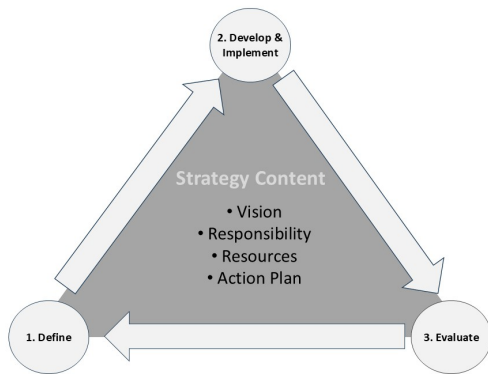 2. Develop &
Implement
Strategy Content
• Vision
• Responsibility
• Resources
• Action Plan
1. Define
3. Evaluate